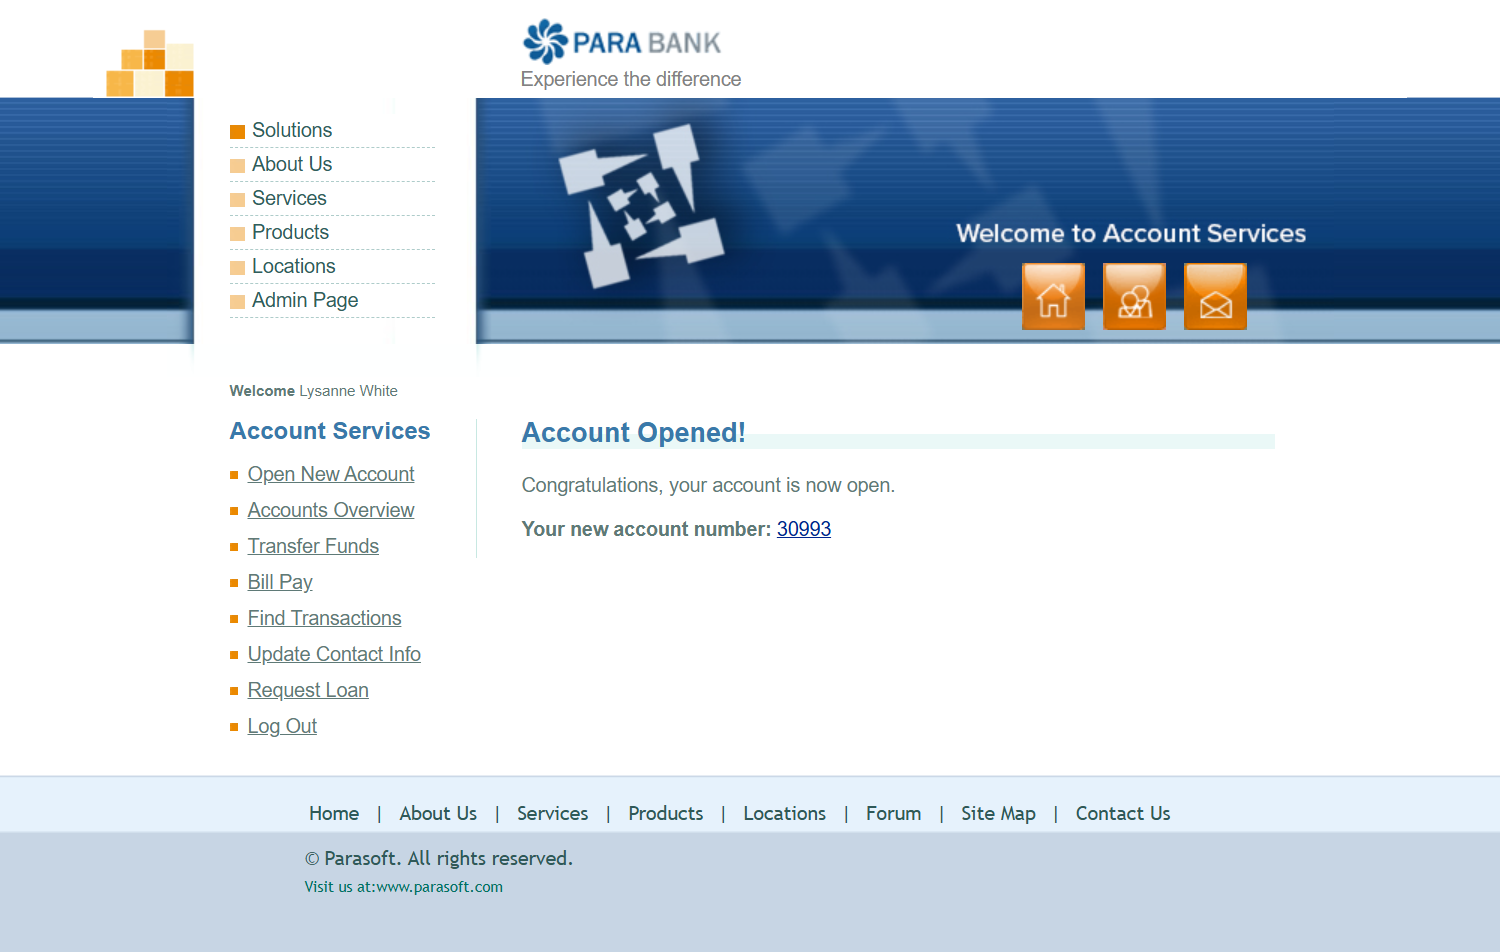 PARA BANK
Experience the difference
Solutions
About Us
Services
Products
Locations
Admin Page
Welcome to Account Services
Welcome Lysanne White
Account Services
Open New Account
Accounts Overview
Transfer Funds
Bill Pay
Find Transactions
Update Contact Info
Request Loan
Log Out
Account Opened!
Congratulations, your account is now open.
Your new account number: 30993
Home | About Us | Services | Products | Locations | Forum | Site Map | Contact Us
© Parasoft. All rights reserved.
Visit us at:www.parasoft.com